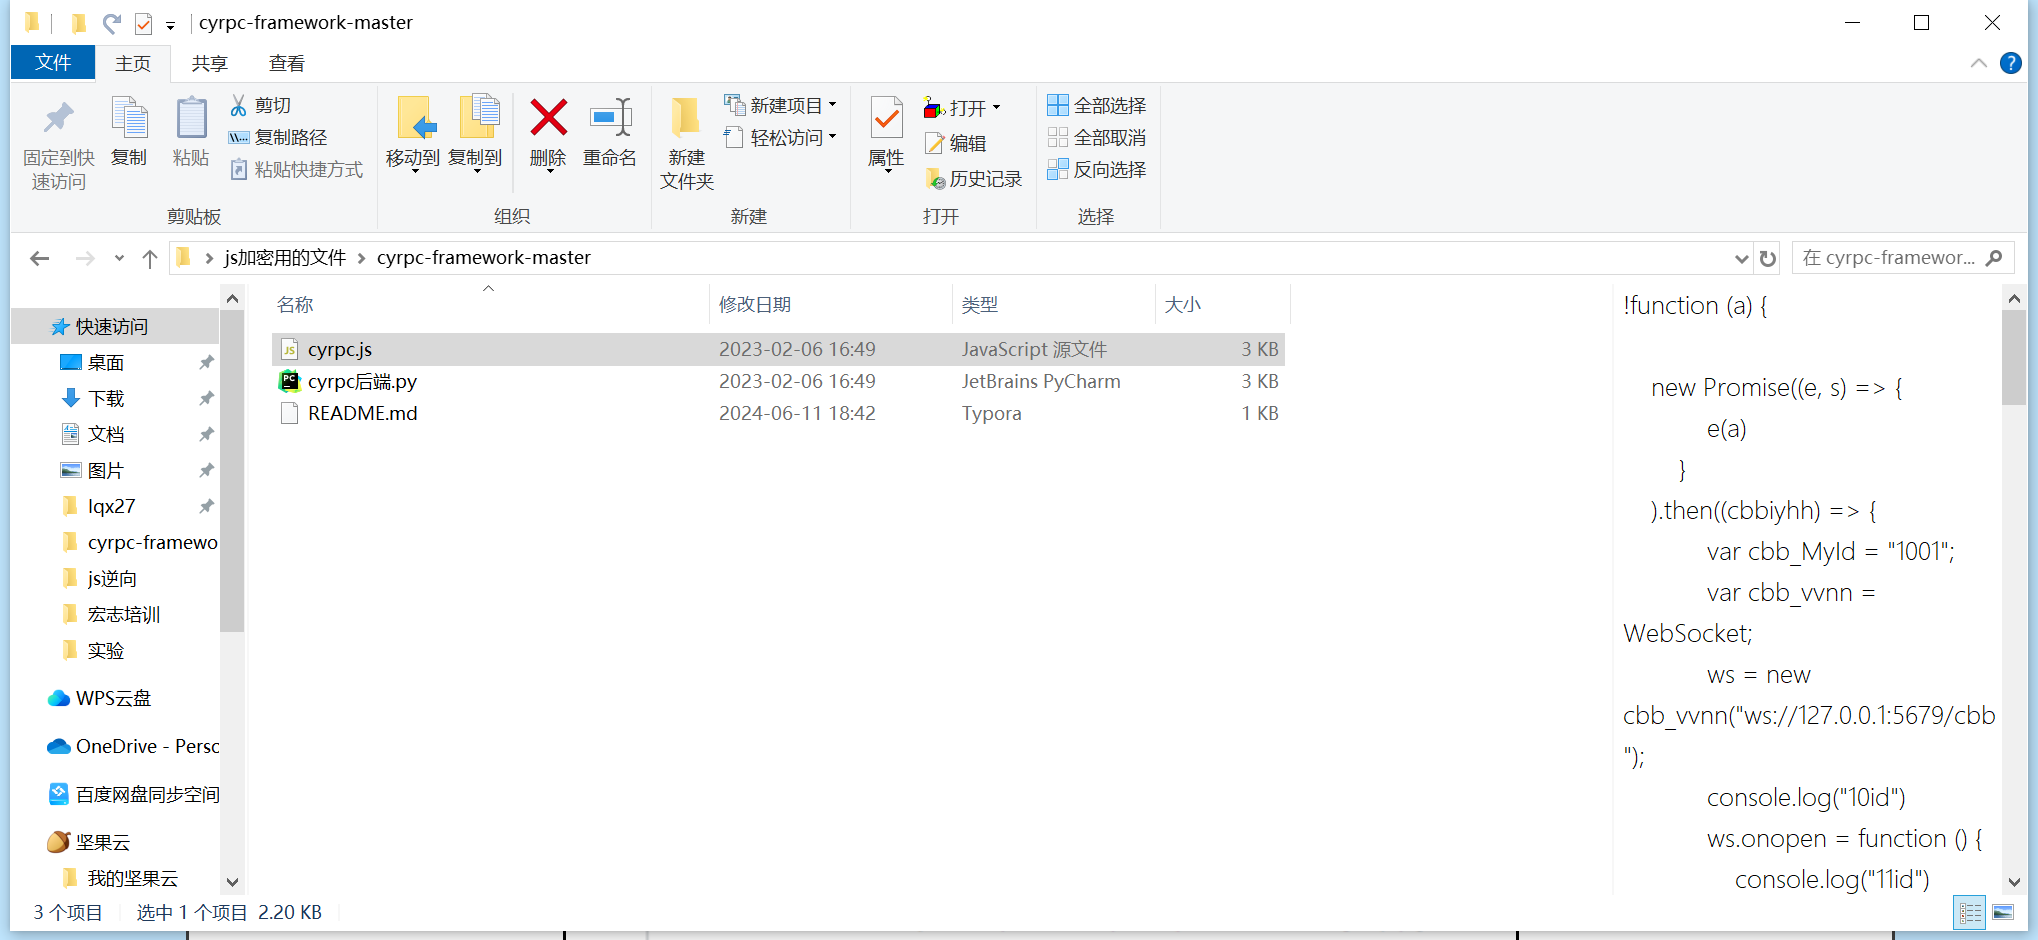 cyrpc-framework-master
文件 主页 共享 查看
固定到快速访问
复制
粘贴
剪切
复制路径
粘贴快捷方式
剪贴板
移动到
复制到
删除
重命名
组织
新建文件夹
新建项目
轻松访问
新建
属性
打开
编辑
历史记录
打开
全部选择
全部取消
反向选择
选择
js加密用的文件 cyrpc-framework-master
在 cyrpc-framewor...
快速访问
桌面
下载
文档
图片
lqx27
cyrpc-framewo
js逆向
宏志培训
实验
WPS云盘
OneDrive - Perso
百度网盘同步空间
坚果云
我的坚果云
名称 修改日期 类型 大小
JS cyrpc.js 2023-02-06 16:49 JavaScript 源文件 3 KB
PC cyrpc后端.py 2023-02-06 16:49 JetBrains PyCharm 3 KB
README.md 2024-06-11 18:42 Typora 1 KB
!function (a) {
new Promise((e, s) => {
e(a)
}
).then((cbbiyhh) => {
var cbb_MyId = "1001";
var cbb_vvnn =
WebSocket;
ws = new
cbb_vvnn("ws://127.0.0.1:5679/cbb
");
console.log("10id")
ws.onopen = function () {
console.log("11id")
3 个项目 选中 1 个项目 2.20 KB